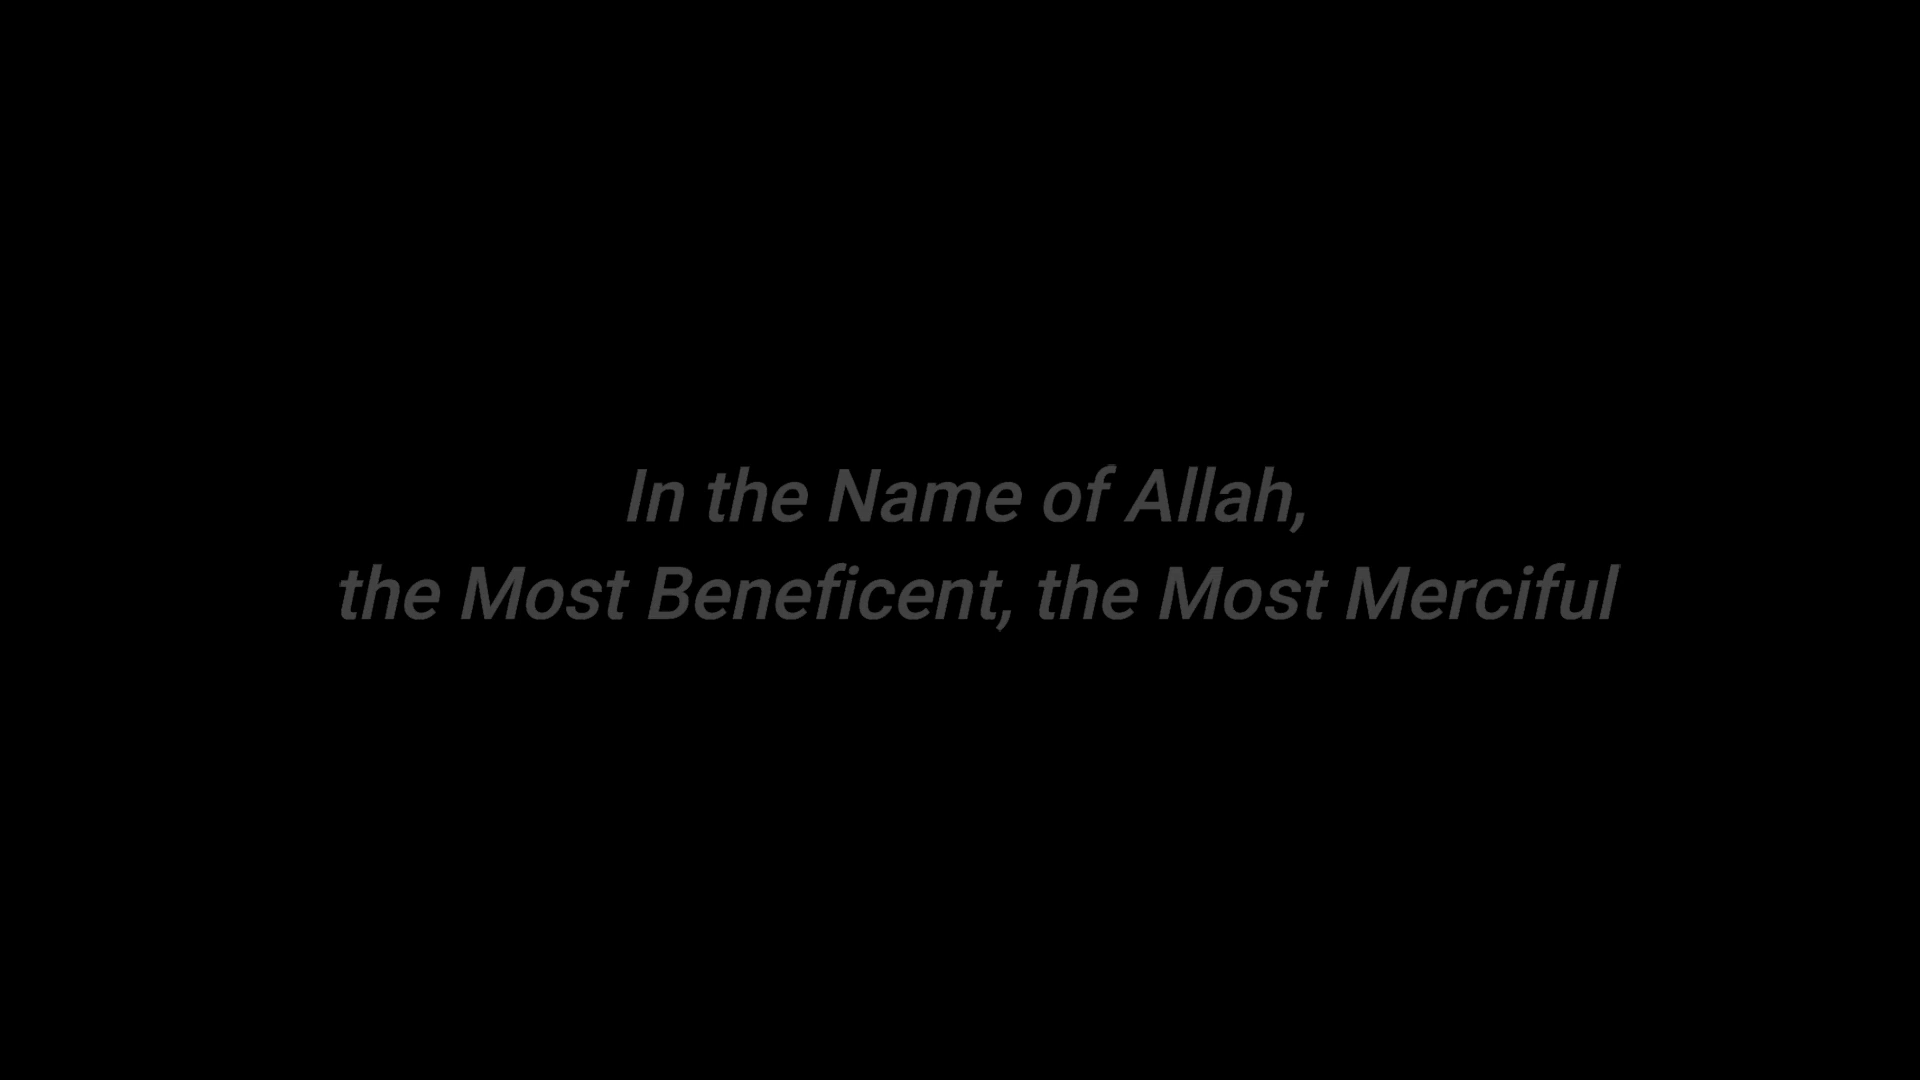 In the Name of Allah,
the Most Beneficent, the Most Merciful